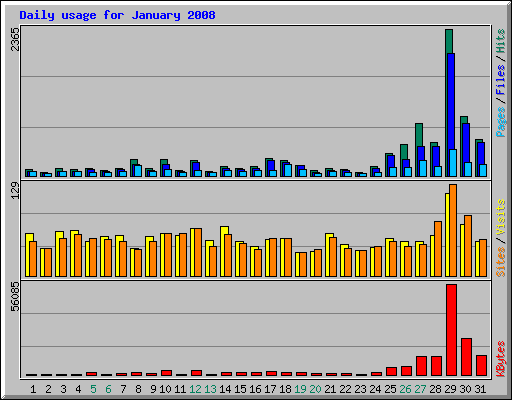 Daily usage for January 2008
2365
Pages / Files / Hits
129
Sites / Visits
56085
KBytes
1 2 3 4 5 6 7 8 9 10 11 12 13 14 15 16 17 18 19 20 21 22 23 24 25 26 27 28 29 30 31